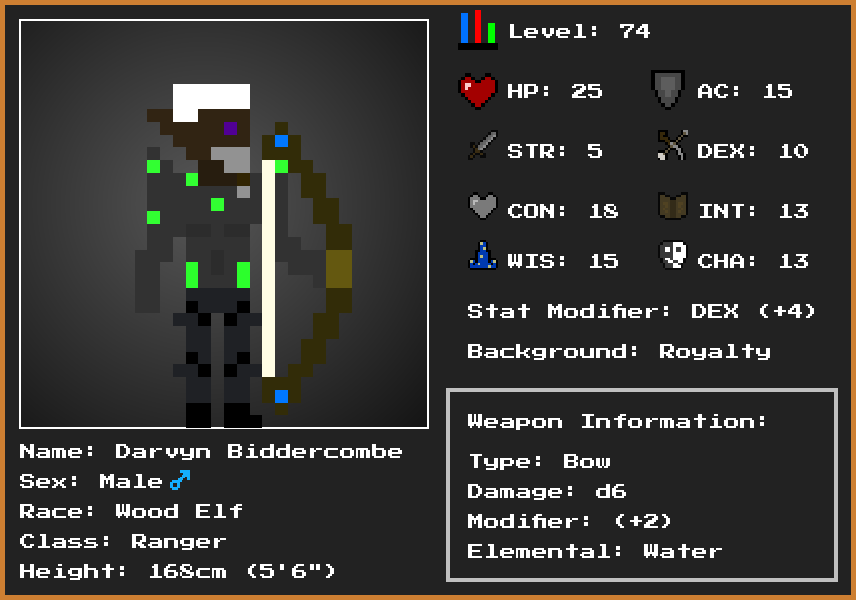 Level: 74
HP: 25
AC: 15
STR: 5
DEX: 10
CON: 18
INT: 13
WIS: 15
CHA: 13
Stat Modifier: DEX (+4)
Background: Royalty
Weapon Information:
Type: Bow
Damage: d6
Modifier: (+2)
Elemental: Water
Name: Darvyn Biddercombe
Sex: Male♂
Race: Wood Elf
Class: Ranger
Height: 168cm (5'6")